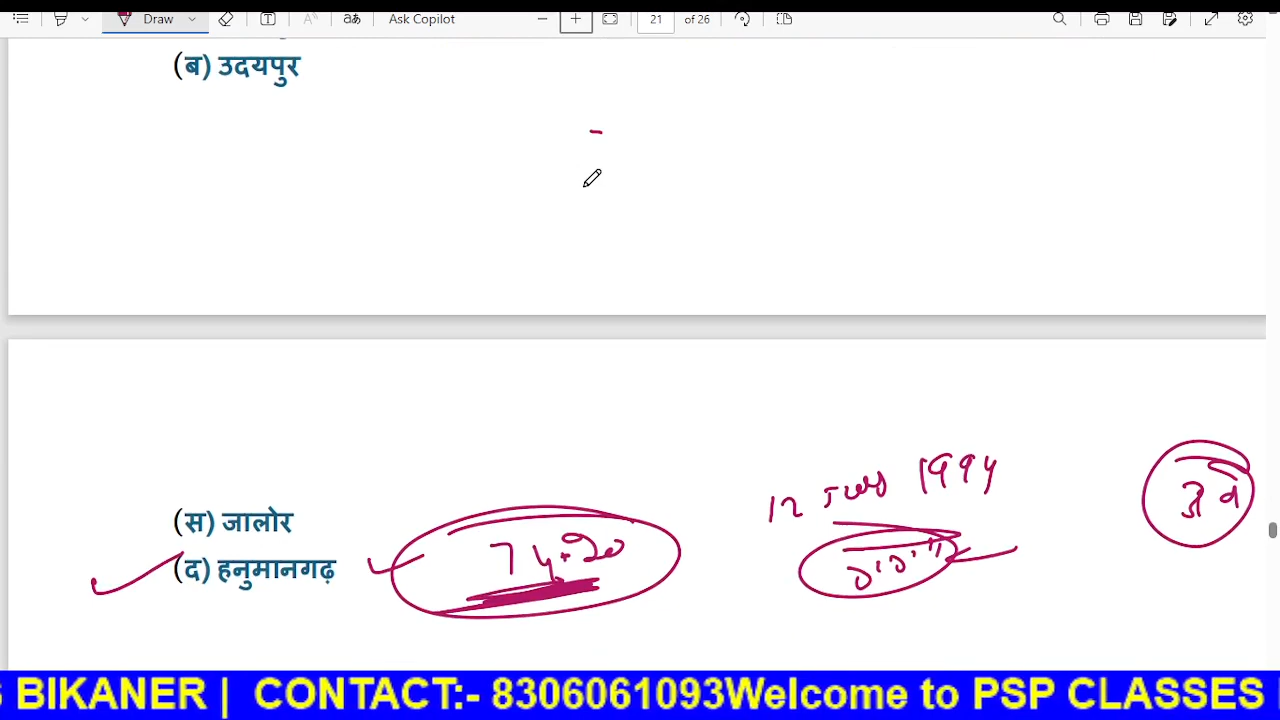 Draw
Ask Copilot
21 of 26
(ब) उदयपुर
12 1994
(स) जालोर
(द) हनुमानगढ़
G BIKANER | CONTACT:- 8306061093Welcome to PSP CLASSES